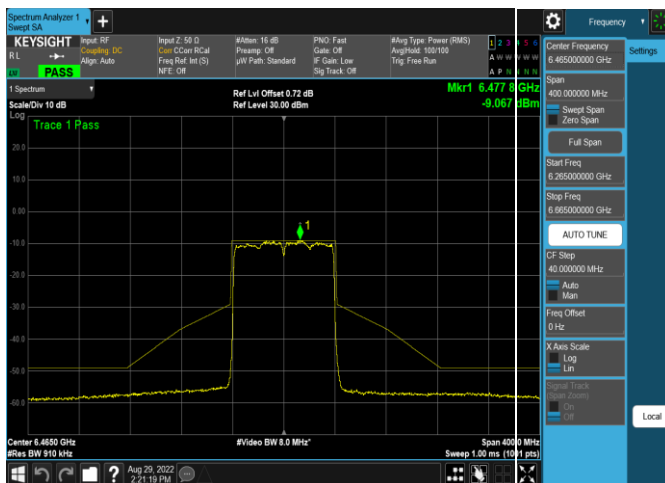 Spectrum Analyzer 1
Swept SA
KEYSIGHT
Input: RF
Coupling: DC
Align: Auto
Input Z: 50 Ω
Corr CCorr RCal
Freq Ref: Int (S)
NFE: Off
#Atten: 16 dB
Preamp: Off
µW Path: Standard
PNO: Fast
Gate: Off
IF Gain: Low
Sig Track: Off
#Avg Type: Power (RMS)
Avg|Hold: 100/100
Trig: Free Run
1 2 3 4 5 6
A W W W W W
A P N N N N
R L
PASS
1 Spectrum
Scale/Div 10 dB
Ref Lvl Offset 0.72 dB
Ref Level 30.00 dBm
Mkr1 6.477 8 GHz
-9.067 dBm
Log
Trace 1 Pass
20.0
10.0
0.00
-10.0
-20.0
-30.0
-40.0
-50.0
-60.0
1
Center 6.4650 GHz
#Res BW 910 kHz
#Video BW 8.0 MHz*
Span 400.0 MHz
Sweep 1.00 ms (1001 pts)
Aug 29, 2022
2:21:19 PM
Frequency
Settings
Center Frequency
6.465000000 GHz
Span
400.000000 MHz
Swept Span
Zero Span
Full Span
Start Freq
6.265000000 GHz
Stop Freq
6.665000000 GHz
AUTO TUNE
CF Step
40.000000 MHz
Auto
Man
Freq Offset
0 Hz
X Axis Scale
Log
Lin
Signal Track
(Span Zoom)
On
Off
Local